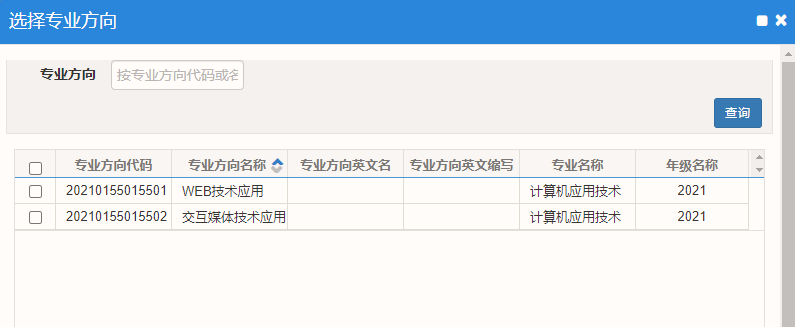 选择专业方向
专业方向 按专业方向代码或名
查询
专业方向代码 专业方向名称 专业方向英文名 专业方向英文缩写 专业名称 年级名称
20210155015501 WEB技术应用 计算机应用技术 2021
20210155015502 交互媒体技术应用 计算机应用技术 2021